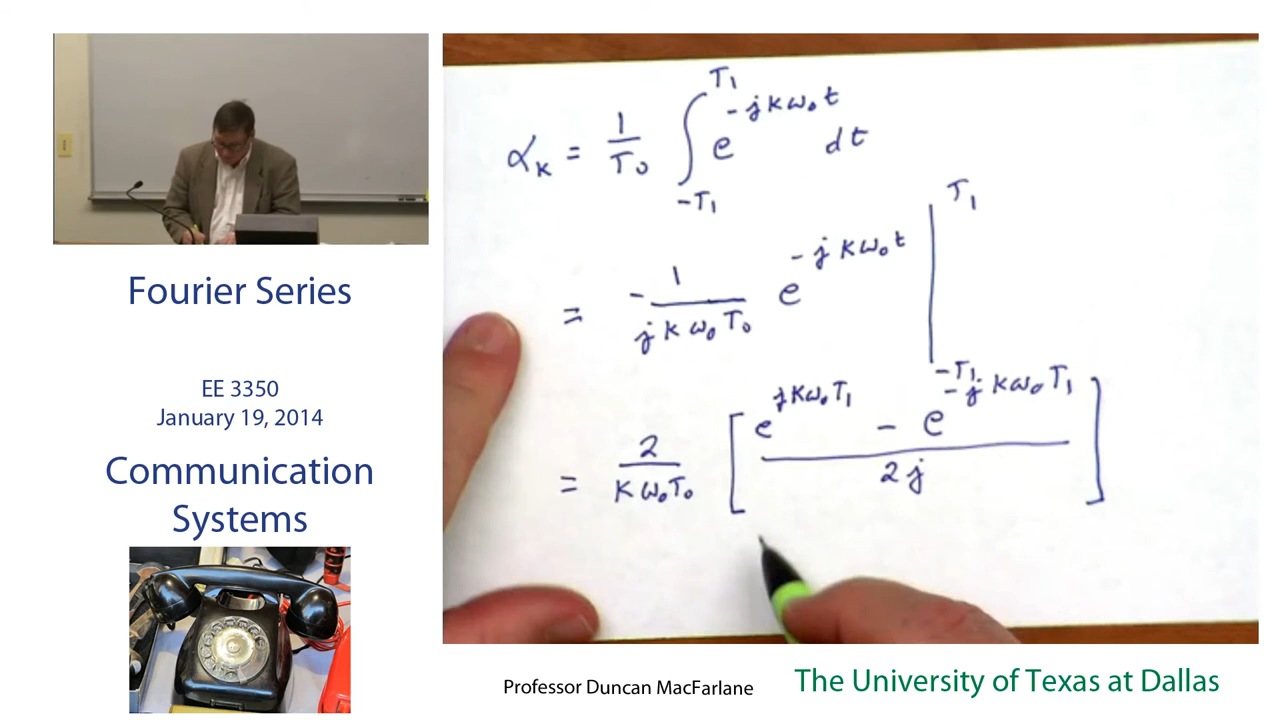 Fourier Series
EE 3350
January 19, 2014
Communication
Systems
α_K = 1/T₀ ∫_{-T₁}^{T₁} e^{-jKω₀t} dt
= -1/(jKω₀T₀) e^{-jKω₀t} |_{-T₁}^{T₁}
= 2/(Kω₀T₀) [ (e^{jKω₀T₁} - e^{-jKω₀T₁}) / 2j ]
Professor Duncan MacFarlane
The University of Texas at Dallas